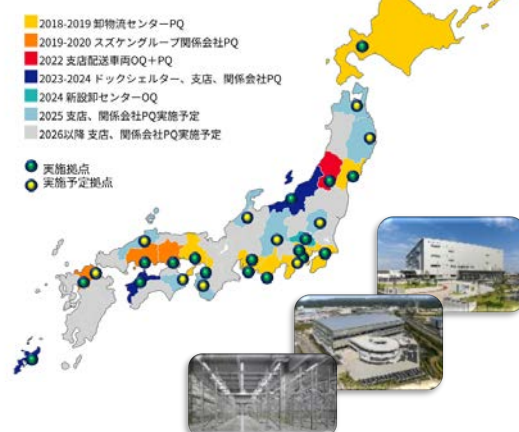 2018-2019 卸物流センターPQ
2019-2020 スズケングループ関係会社PQ
2022 支店配送車両OQ＋PQ
2023-2024 ドックシェルター、支店、関係会社PQ
2024 新設卸センターOQ
2025 支店、関係会社PQ実施予定
2026以降 支店、関係会社PQ実施予定
実施拠点
実施予定拠点